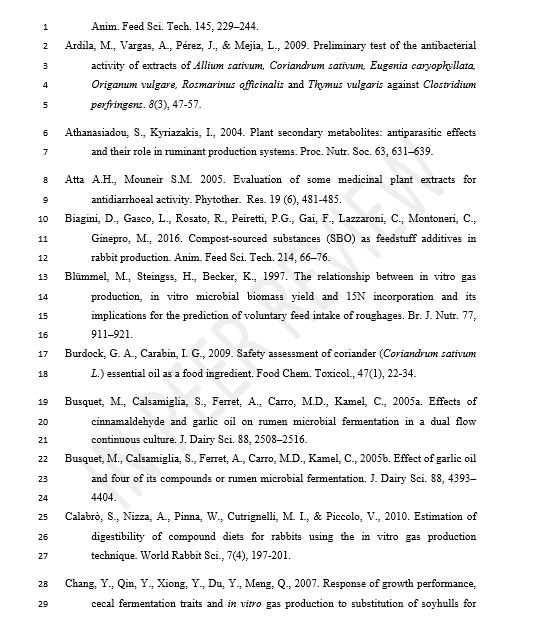 1 Anim. Feed Sci. Tech. 145, 229–244.
2 Ardila, M., Vargas, A., Pérez, J., & Mejía, L., 2009. Preliminary test of the antibacterial
3 activity of extracts of Allium sativum, Coriandrum sativum, Eugenia caryophyllata,
4 Origanum vulgare, Rosmarinus officinalis and Thymus vulgaris against Clostridium
5 perfringens. 8(3), 47-57.
6 Athanasiadou, S., Kyriazakis, I., 2004. Plant secondary metabolites: antiparasitic effects
7 and their role in ruminant production systems. Proc. Nutr. Soc. 63, 631–639.
8 Atta A.H., Mouneir S.M. 2005. Evaluation of some medicinal plant extracts for
9 antidiarrhoeal activity. Phytother. Res. 19 (6), 481-485.
10 Biagini, D., Gasco, L., Rosato, R., Peiretti, P.G., Gai, F., Lazzaroni, C., Montoneri, C.,
11 Ginepro, M., 2016. Compost-sourced substances (SBO) as feedstuff additives in
12 rabbit production. Anim. Feed Sci. Tech. 214, 66–76.
13 Blümmel, M., Steingss, H., Becker, K., 1997. The relationship between in vitro gas
14 production, in vitro microbial biomass yield and 15N incorporation and its
15 implications for the prediction of voluntary feed intake of roughages. Br. J. Nutr. 77,
16 911–921.
17 Burdock, G. A., Carabin, I. G., 2009. Safety assessment of coriander (Coriandrum sativum
18 L.) essential oil as a food ingredient. Food Chem. Toxicol., 47(1), 22-34.
19 Busquet, M., Calsamiglia, S., Ferret, A., Carro, M.D., Kamel, C., 2005a. Effects of
20 cinnamaldehyde and garlic oil on rumen microbial fermentation in a dual flow
21 continuous culture. J. Dairy Sci. 88, 2508–2516.
22 Busquet, M., Calsamiglia, S., Ferret, A., Carro, M.D., Kamel, C., 2005b. Effect of garlic oil
23 and four of its compounds or rumen microbial fermentation. J. Dairy Sci. 88, 4393–
24 4404.
25 Calabrò, S., Nizza, A., Pinna, W., Cutrignelli, M. I., & Piccolo, V., 2010. Estimation of
26 digestibility of compound diets for rabbits using the in vitro gas production
27 technique. World Rabbit Sci., 7(4), 197-201.
28 Chang, Y., Qin, Y., Xiong, Y., Du, Y., Meng, Q., 2007. Response of growth performance,
29 cecal fermentation traits and in vitro gas production to substitution of soyhulls for
IN PEER REVIEW